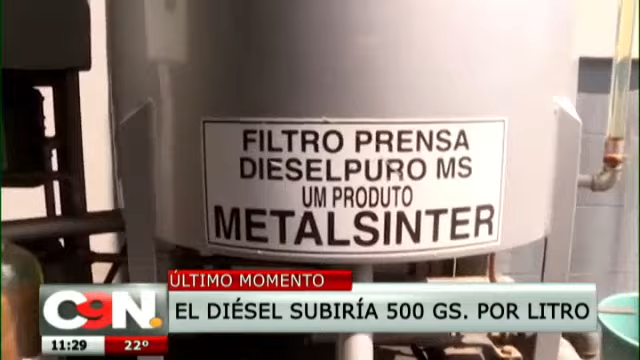 FILTRO PRENSA
DIESELPURO MS
UM PRODUTO
METALSINTER
ÚLTIMO MOMENTO
C9N.
EL DIÉSEL SUBIRÍA 500 GS. POR LITRO
11:29 22º